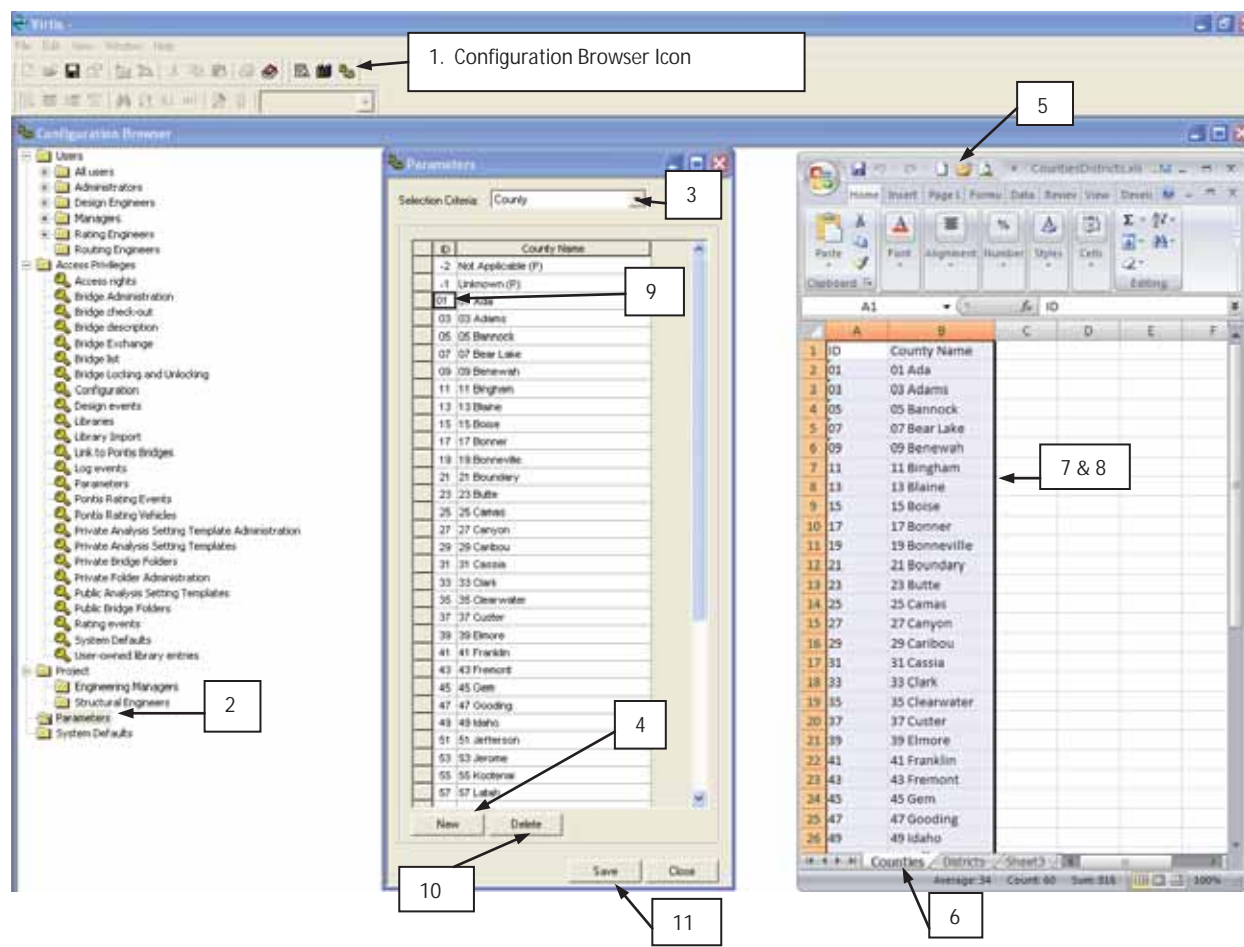 Virtis -
File Edit View Window Help
1. Configuration Browser Icon
5
Configuration Browser
Users
All users
Administrators
Design Engineers
Managers
Rating Engineers
Routing Engineers
Access Privileges
Access rights
Bridge Administration
Bridge check-out
Bridge description
Bridge Exchange
Bridge list
Bridge Locking and Unlocking
Configuration
Design events
Libraries
Library Import
Link to Pontis Bridges
Log events
Parameters
Pontis Rating Events
Pontis Rating Vehicles
Private Analysis Setting Template Administration
Private Analysis Setting Templates
Private Bridge Folders
Private Folder Administration
Public Analysis Setting Templates
Public Bridge Folders
Rating events
System Defaults
User-owned library entries
Project
Engineering Managers
Structural Engineers
Parameters
System Defaults
2
Parameters
Selection Criteria: County
3
ID County Name
-2 Not Applicable (P)
-1 Unknown (P)
01 Ada
9
03 03 Adams
05 05 Bannock
07 07 Bear Lake
09 09 Benewah
11 11 Bingham
13 13 Blaine
15 15 Boise
17 17 Bonner
19 19 Bonneville
21 21 Boundary
23 23 Butte
25 25 Camas
27 27 Canyon
29 29 Caribou
31 31 Cassia
33 33 Clark
35 35 Clearwater
37 37 Custer
39 39 Elmore
41 41 Franklin
43 43 Fremont
45 45 Gem
47 47 Gooding
49 49 Idaho
51 51 Jefferson
53 53 Jerome
55 55 Kootenai
57 57 Latah
4
New Delete
Save Close
10
11
CountiesDistricts.xls
Home Insert Page L Formu Data Review View Devel
Paste Font Alignment Number Styles Cells
Clipboard Editing
A1 fx ID
A B C D E F
1 ID County Name
2 01 01 Ada
3 03 03 Adams
4 05 05 Bannock
5 07 07 Bear Lake
6 09 09 Benewah
7 11 11 Bingham
8 13 13 Blaine
9 15 15 Boise
10 17 17 Bonner
11 19 19 Bonneville
12 21 21 Boundary
13 23 23 Butte
14 25 25 Camas
15 27 27 Canyon
16 29 29 Caribou
17 31 31 Cassia
18 33 33 Clark
19 35 35 Clearwater
20 37 37 Custer
21 39 39 Elmore
22 41 41 Franklin
23 43 43 Fremont
24 45 45 Gem
25 47 47 Gooding
26 49 49 Idaho
7 & 8
Counties Districts Sheet3
Average: 34 Count: 60 Sum: 816 100%
6